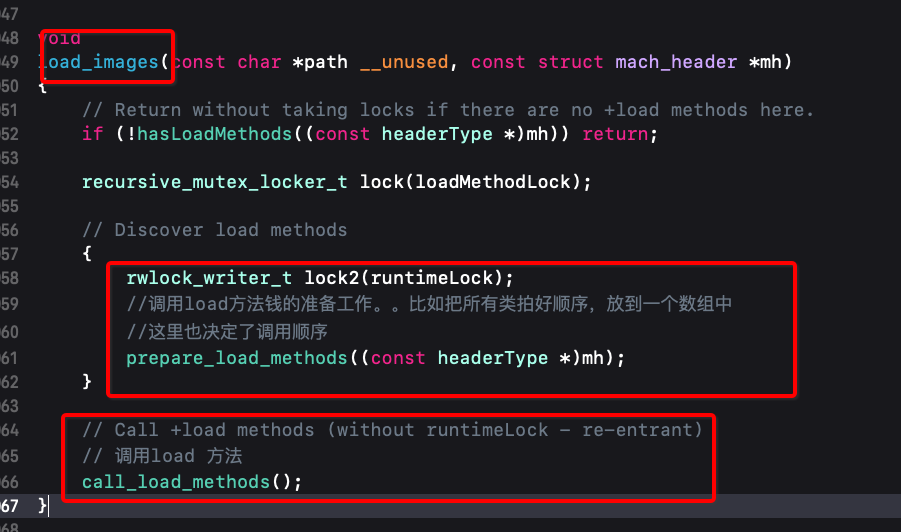 47
48 void
49 load_images(const char *path __unused, const struct mach_header *mh)
50 {
51 // Return without taking locks if there are no +load methods here.
52 if (!hasLoadMethods((const headerType *)mh)) return;
53
54 recursive_mutex_locker_t lock(loadMethodLock);
55
56 // Discover load methods
57 {
58 rwlock_writer_t lock2(runtimeLock);
59 //调用load方法钱的准备工作。。比如把所有类拍好顺序，放到一个数组中
60 //这里也决定了调用顺序
61 prepare_load_methods((const headerType *)mh);
62 }
63
64 // Call +load methods (without runtimeLock - re-entrant)
65 // 调用load 方法
66 call_load_methods();
67 }
68